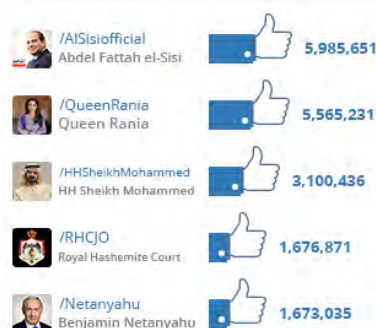 /AlSisiofficial
Abdel Fattah el-Sisi
5,985,651
/QueenRania
Queen Rania
5,565,231
/HHSheikhMohammed
HH Sheikh Mohammed
3,100,436
/RHCJO
Royal Hashemite Court
1,676,871
/Netanyahu
Benjamin Netanyahu
1,673,035